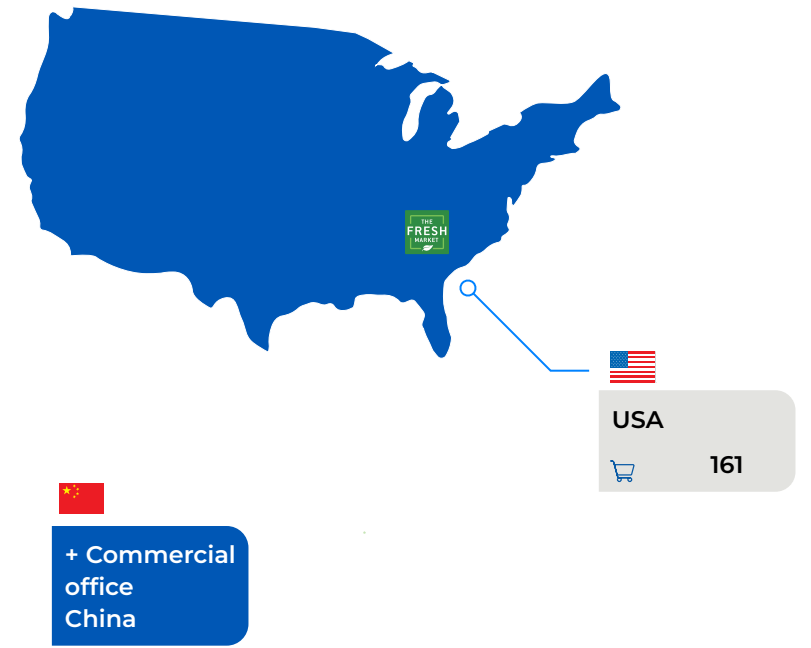 THE
FRESH
MARKET
USA
161
+ Commercial
office
China